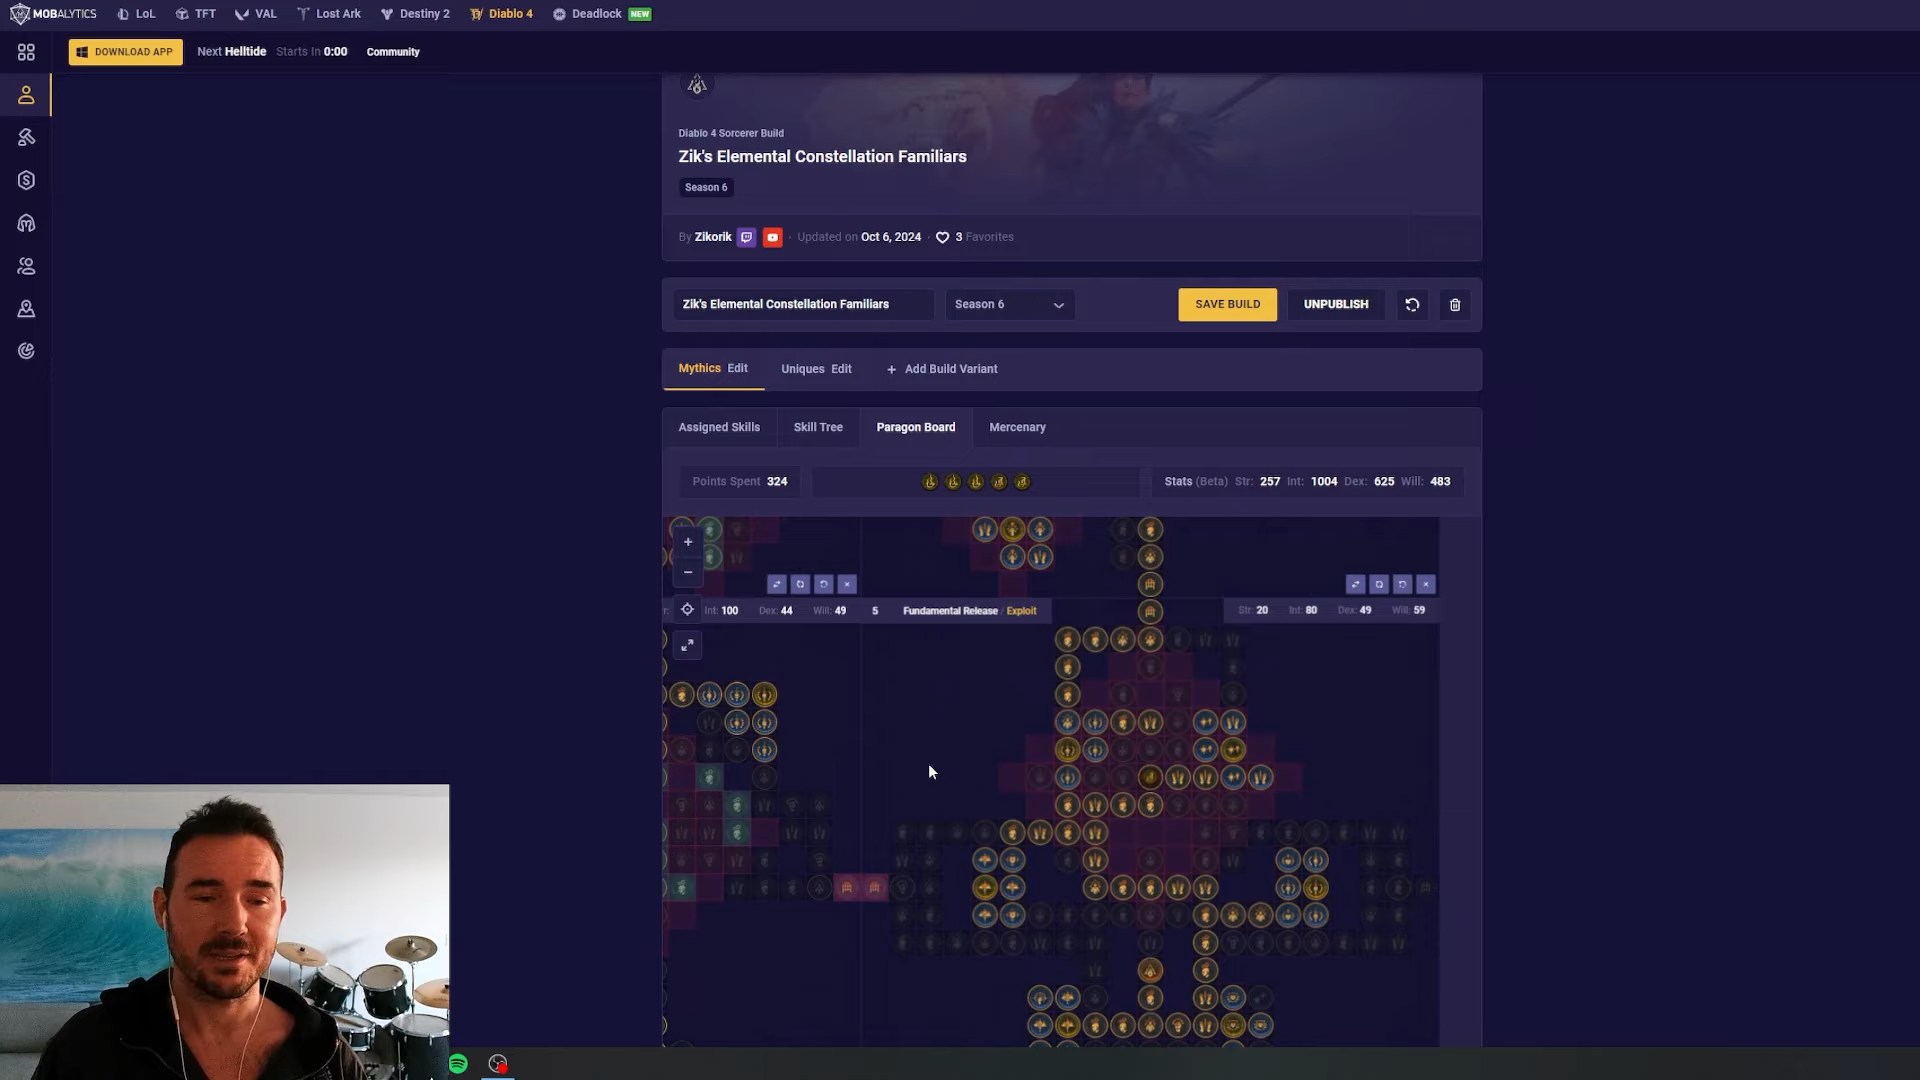 MOBALYTICS LoL TFT VAL Lost Ark Destiny 2 Diablo 4 Deadlock NEW
DOWNLOAD APP Next Helltide Starts In 0:00 Community
Diablo 4 Sorcerer Build
Zik's Elemental Constellation Familiars
Season 6
By Zikorik · Updated on Oct 6, 2024 · 3 Favorites
Zik's Elemental Constellation Familiars Season 6 SAVE BUILD UNPUBLISH
Mythics Edit Uniques Edit + Add Build Variant
Assigned Skills Skill Tree Paragon Board Mercenary
Points Spent 324 Stats (Beta) Str: 257 Int: 1004 Dex: 625 Will: 483
Int: 100 Dex: 44 Will: 49 5 Fundamental Release / Exploit Str: 20 Int: 80 Dex: 49 Will: 59